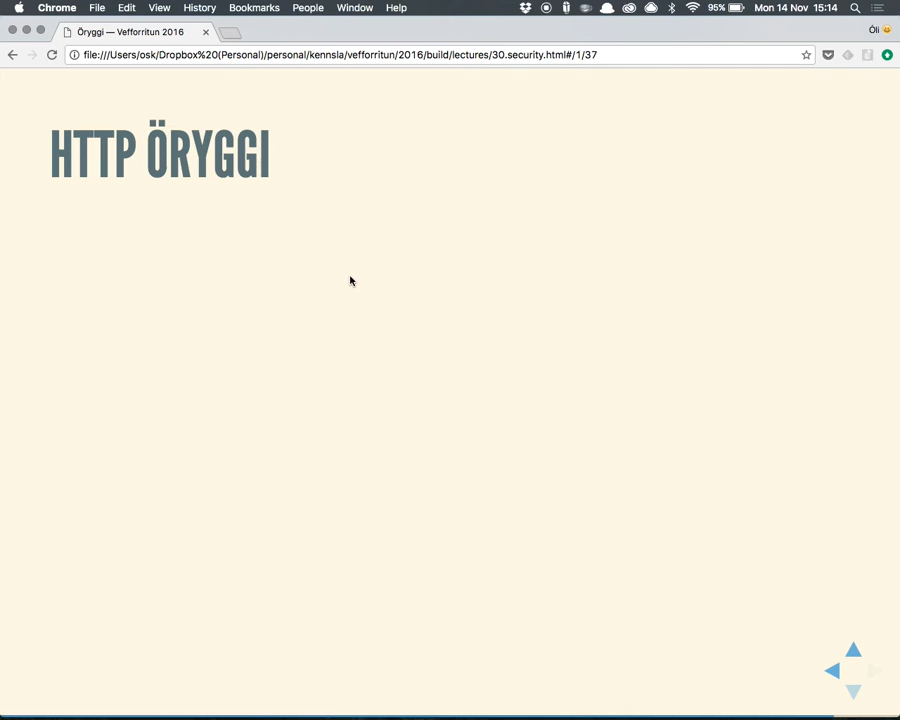 Chrome File Edit View History Bookmarks People Window Help 95% Mon 14 Nov 15:14
Öryggi — Vefforritun 2016
Óli
file:///Users/osk/Dropbox%20(Personal)/personal/kennsla/vefforritun/2016/build/lectures/30.security.html#/1/37
HTTP ÖRYGGI